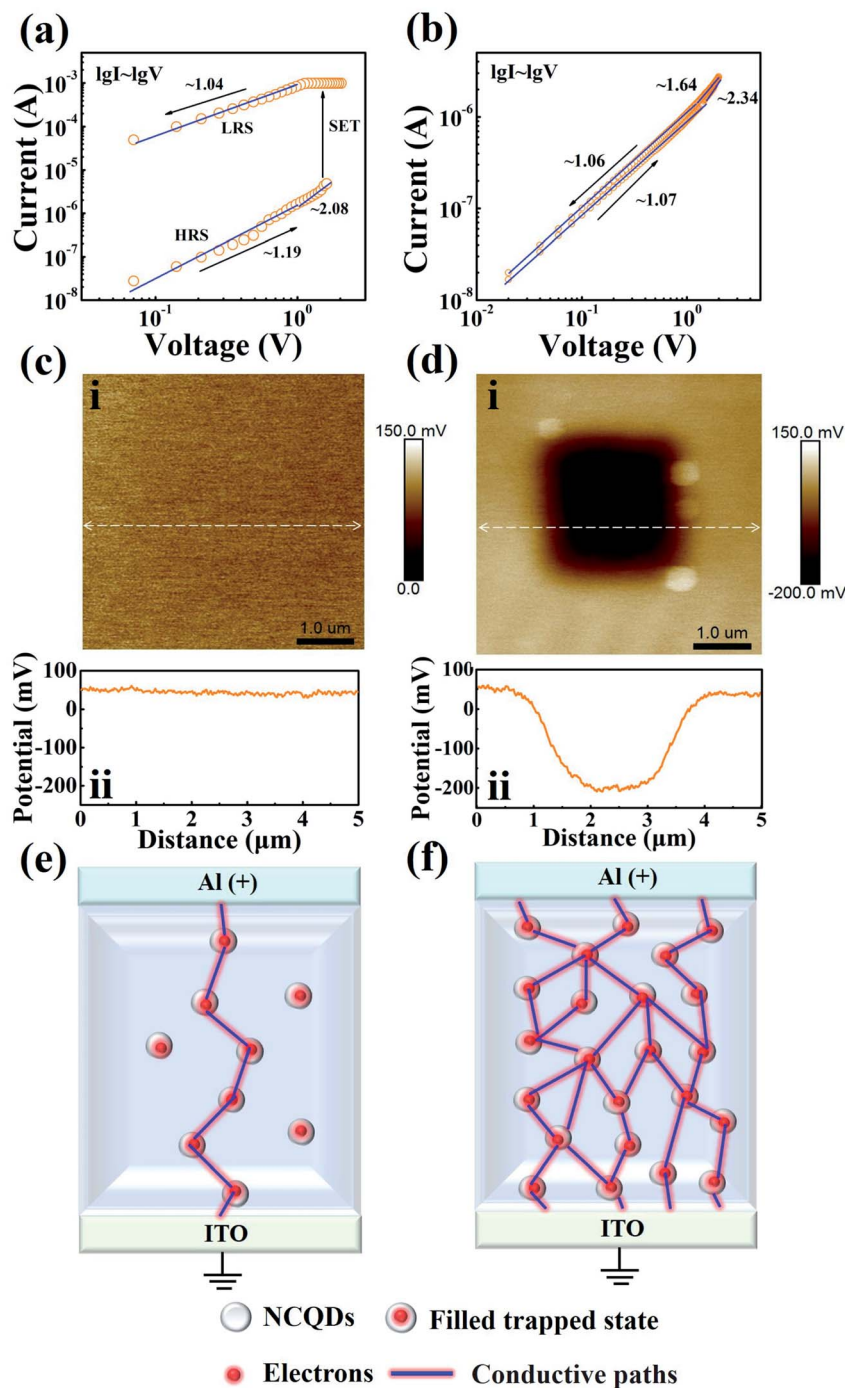 (a)
lgI~lgV
~1.04
LRS
SET
HRS
~2.08
~1.19
Current (A)
10⁻³
10⁻⁴
10⁻⁵
10⁻⁶
10⁻⁷
10⁻⁸
10⁻¹
10⁰
Voltage (V)
(b)
lgI~lgV
~1.64
~2.34
~1.06
~1.07
Current (A)
10⁻⁶
10⁻⁷
10⁻⁸
10⁻²
10⁻¹
10⁰
Voltage (V)
(c)
i
150.0 mV
0.0
1.0 um
Potential (mV)
100
0
-100
-200
ii
0
1
2
3
4
5
Distance (μm)
(d)
i
150.0 mV
-200.0 mV
1.0 um
Potential (mV)
100
0
-100
-200
ii
0
1
2
3
4
5
Distance (μm)
(e)
Al (+)
ITO
(f)
Al (+)
ITO
NCQDs
Filled trapped state
Electrons
Conductive paths